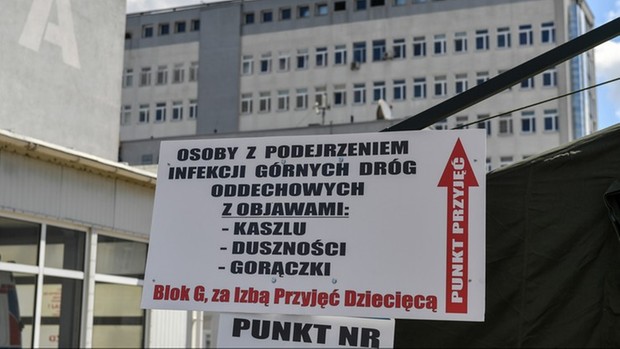 A
OSOBY Z PODEJRZENIEM
INFEKCJI GÓRNYCH DRÓG
ODDECHOWYCH
Z OBJAWAMI:
- KASZLU
- DUSZNOŚCI
- GORĄCZKI
Blok G, za Izbą Przyjęć Dziecięcą
PUNKT PRZYJĘĆ
PUNKT NR